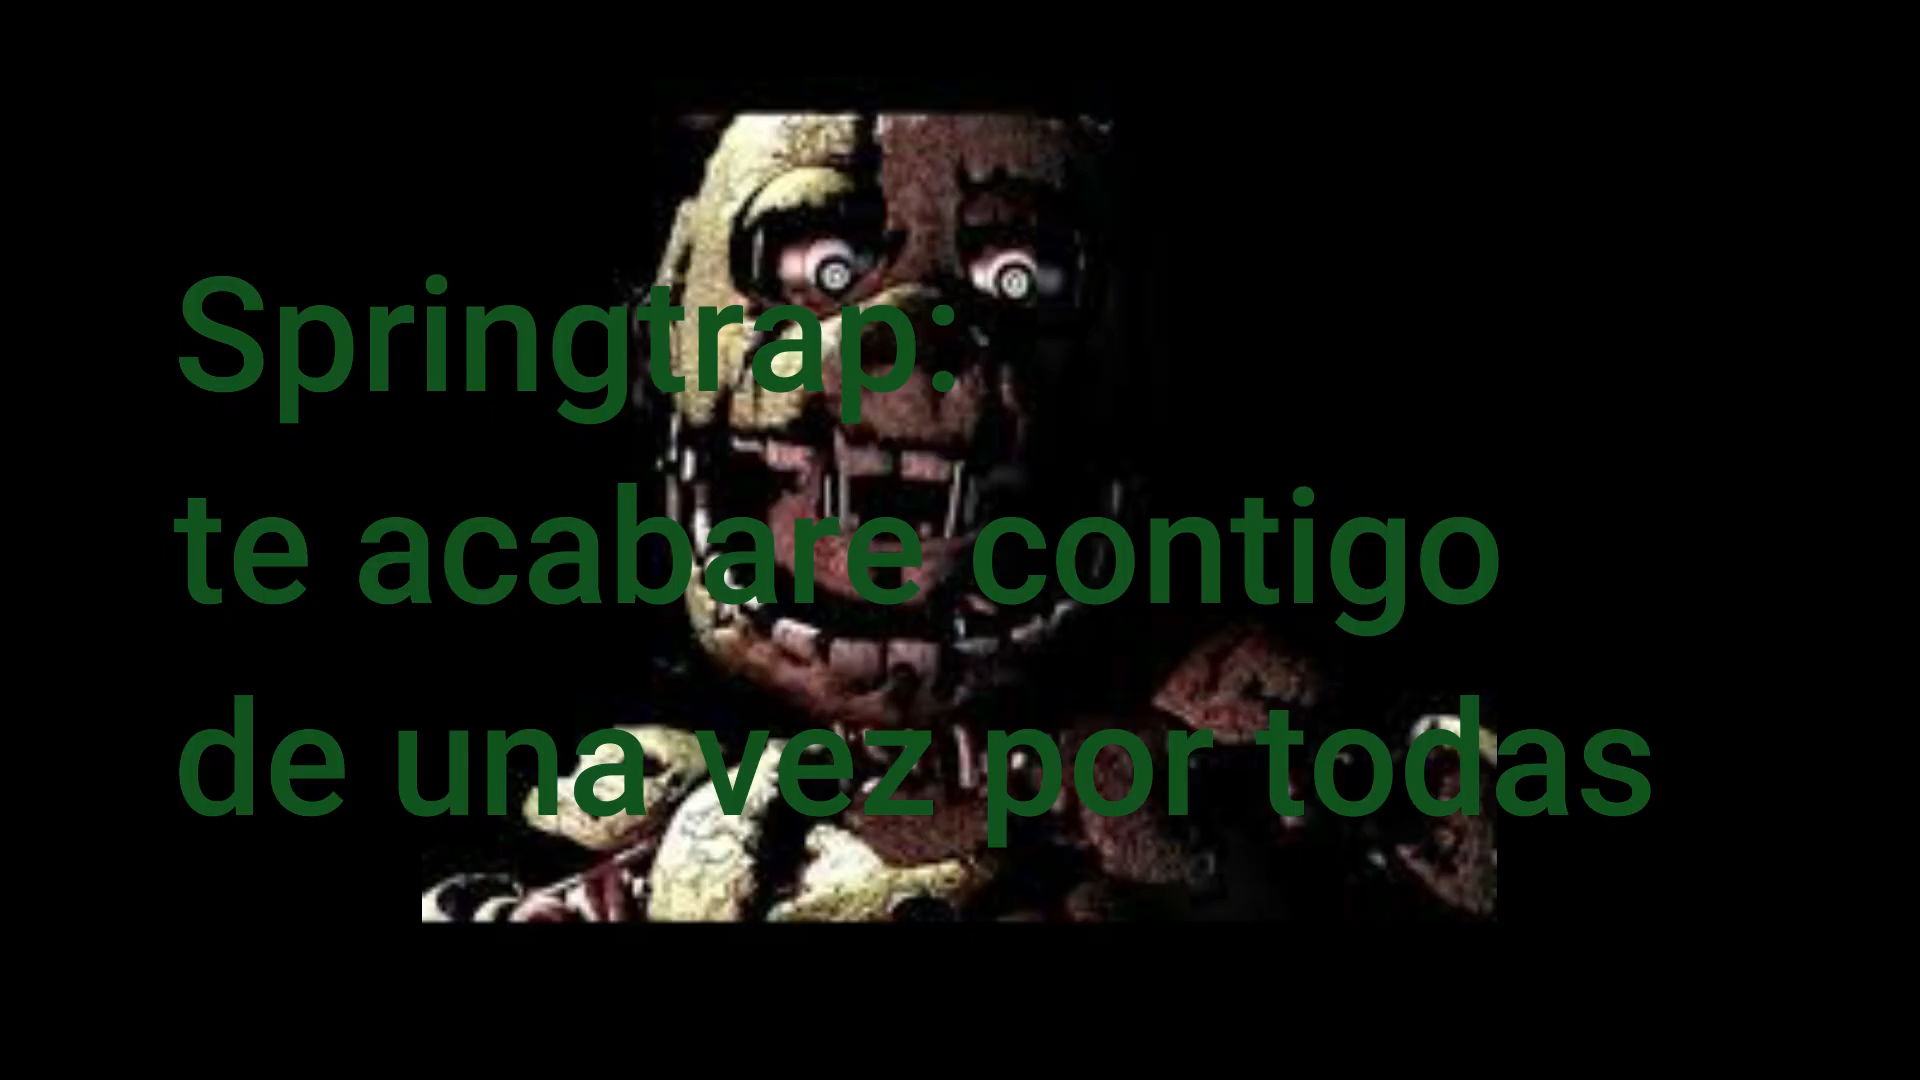 Springtrap:
te acabare contigo
de una vez por todas